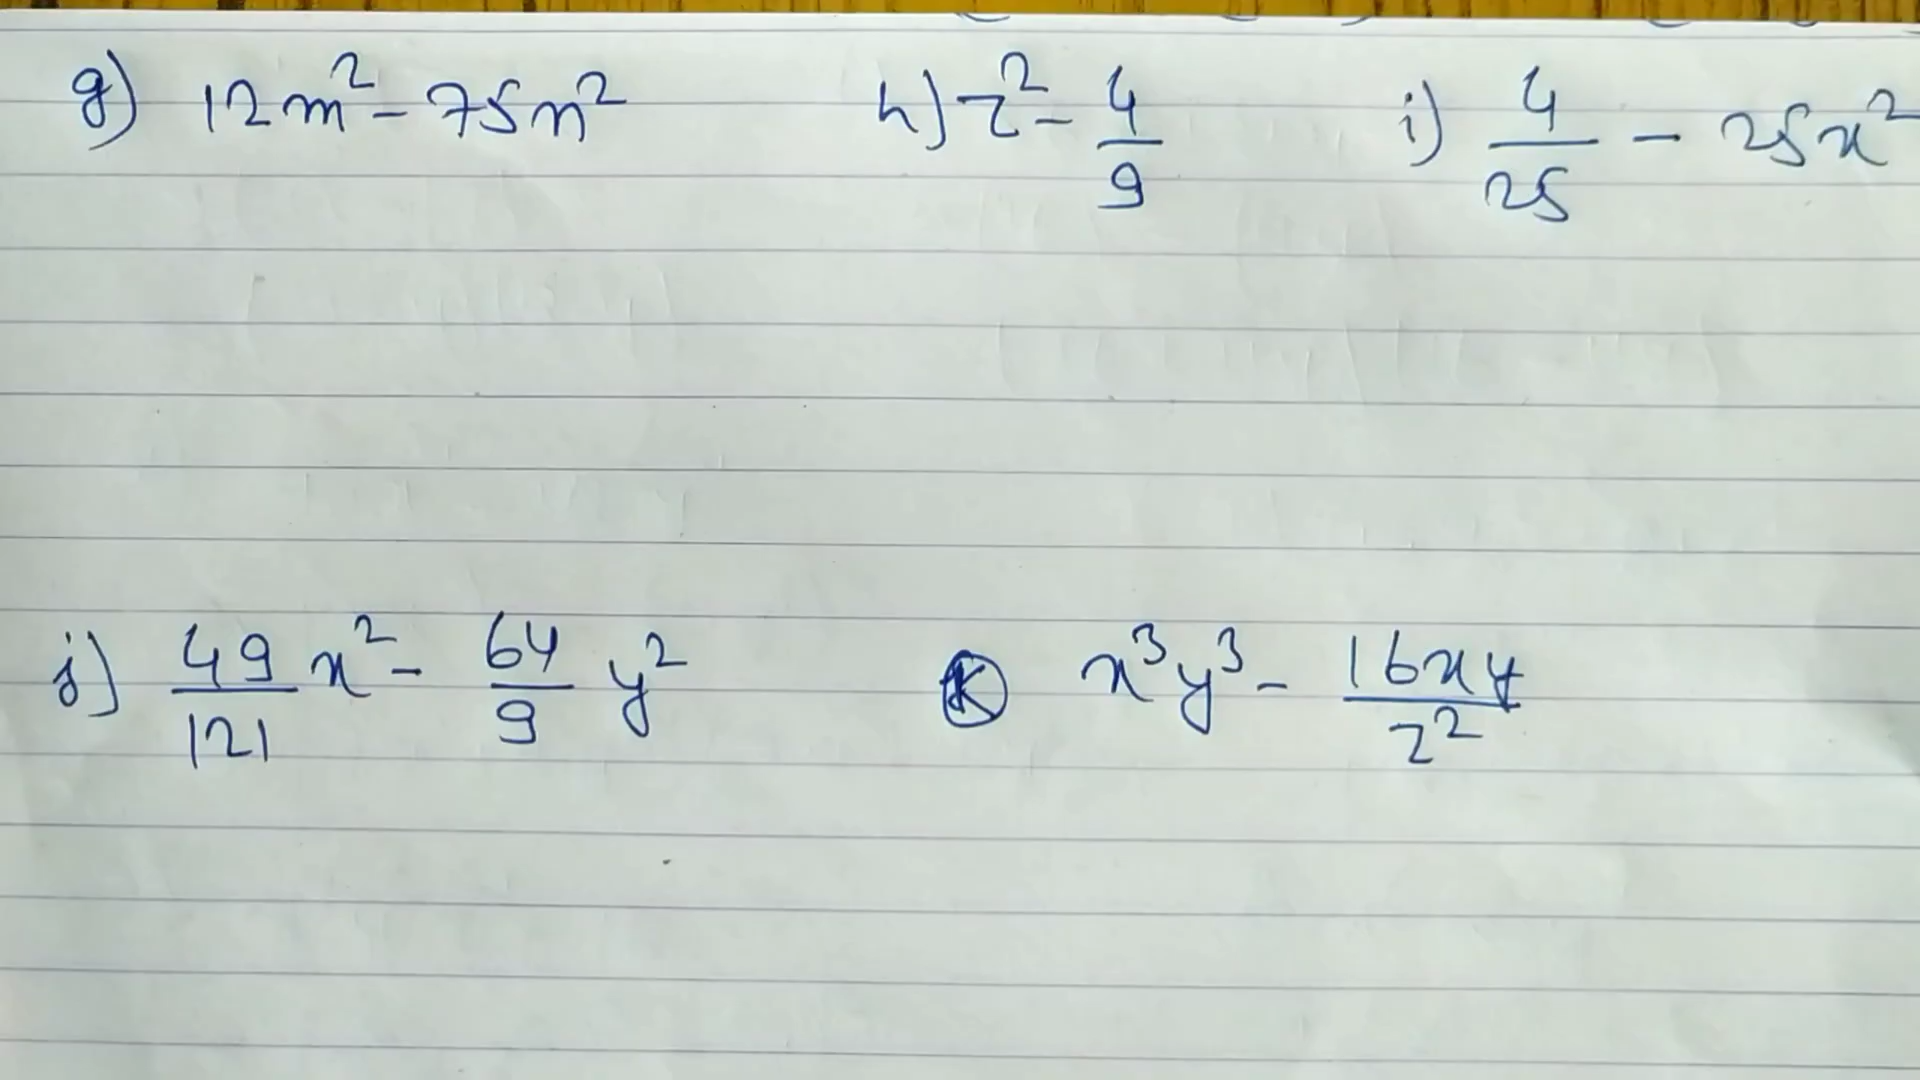 g) 12m² - 75n² h) z² - 4/9 i) 4/25 - 25x²
j) 49/121 x² - 64/9 y² K x³y³ - 16xy/z²